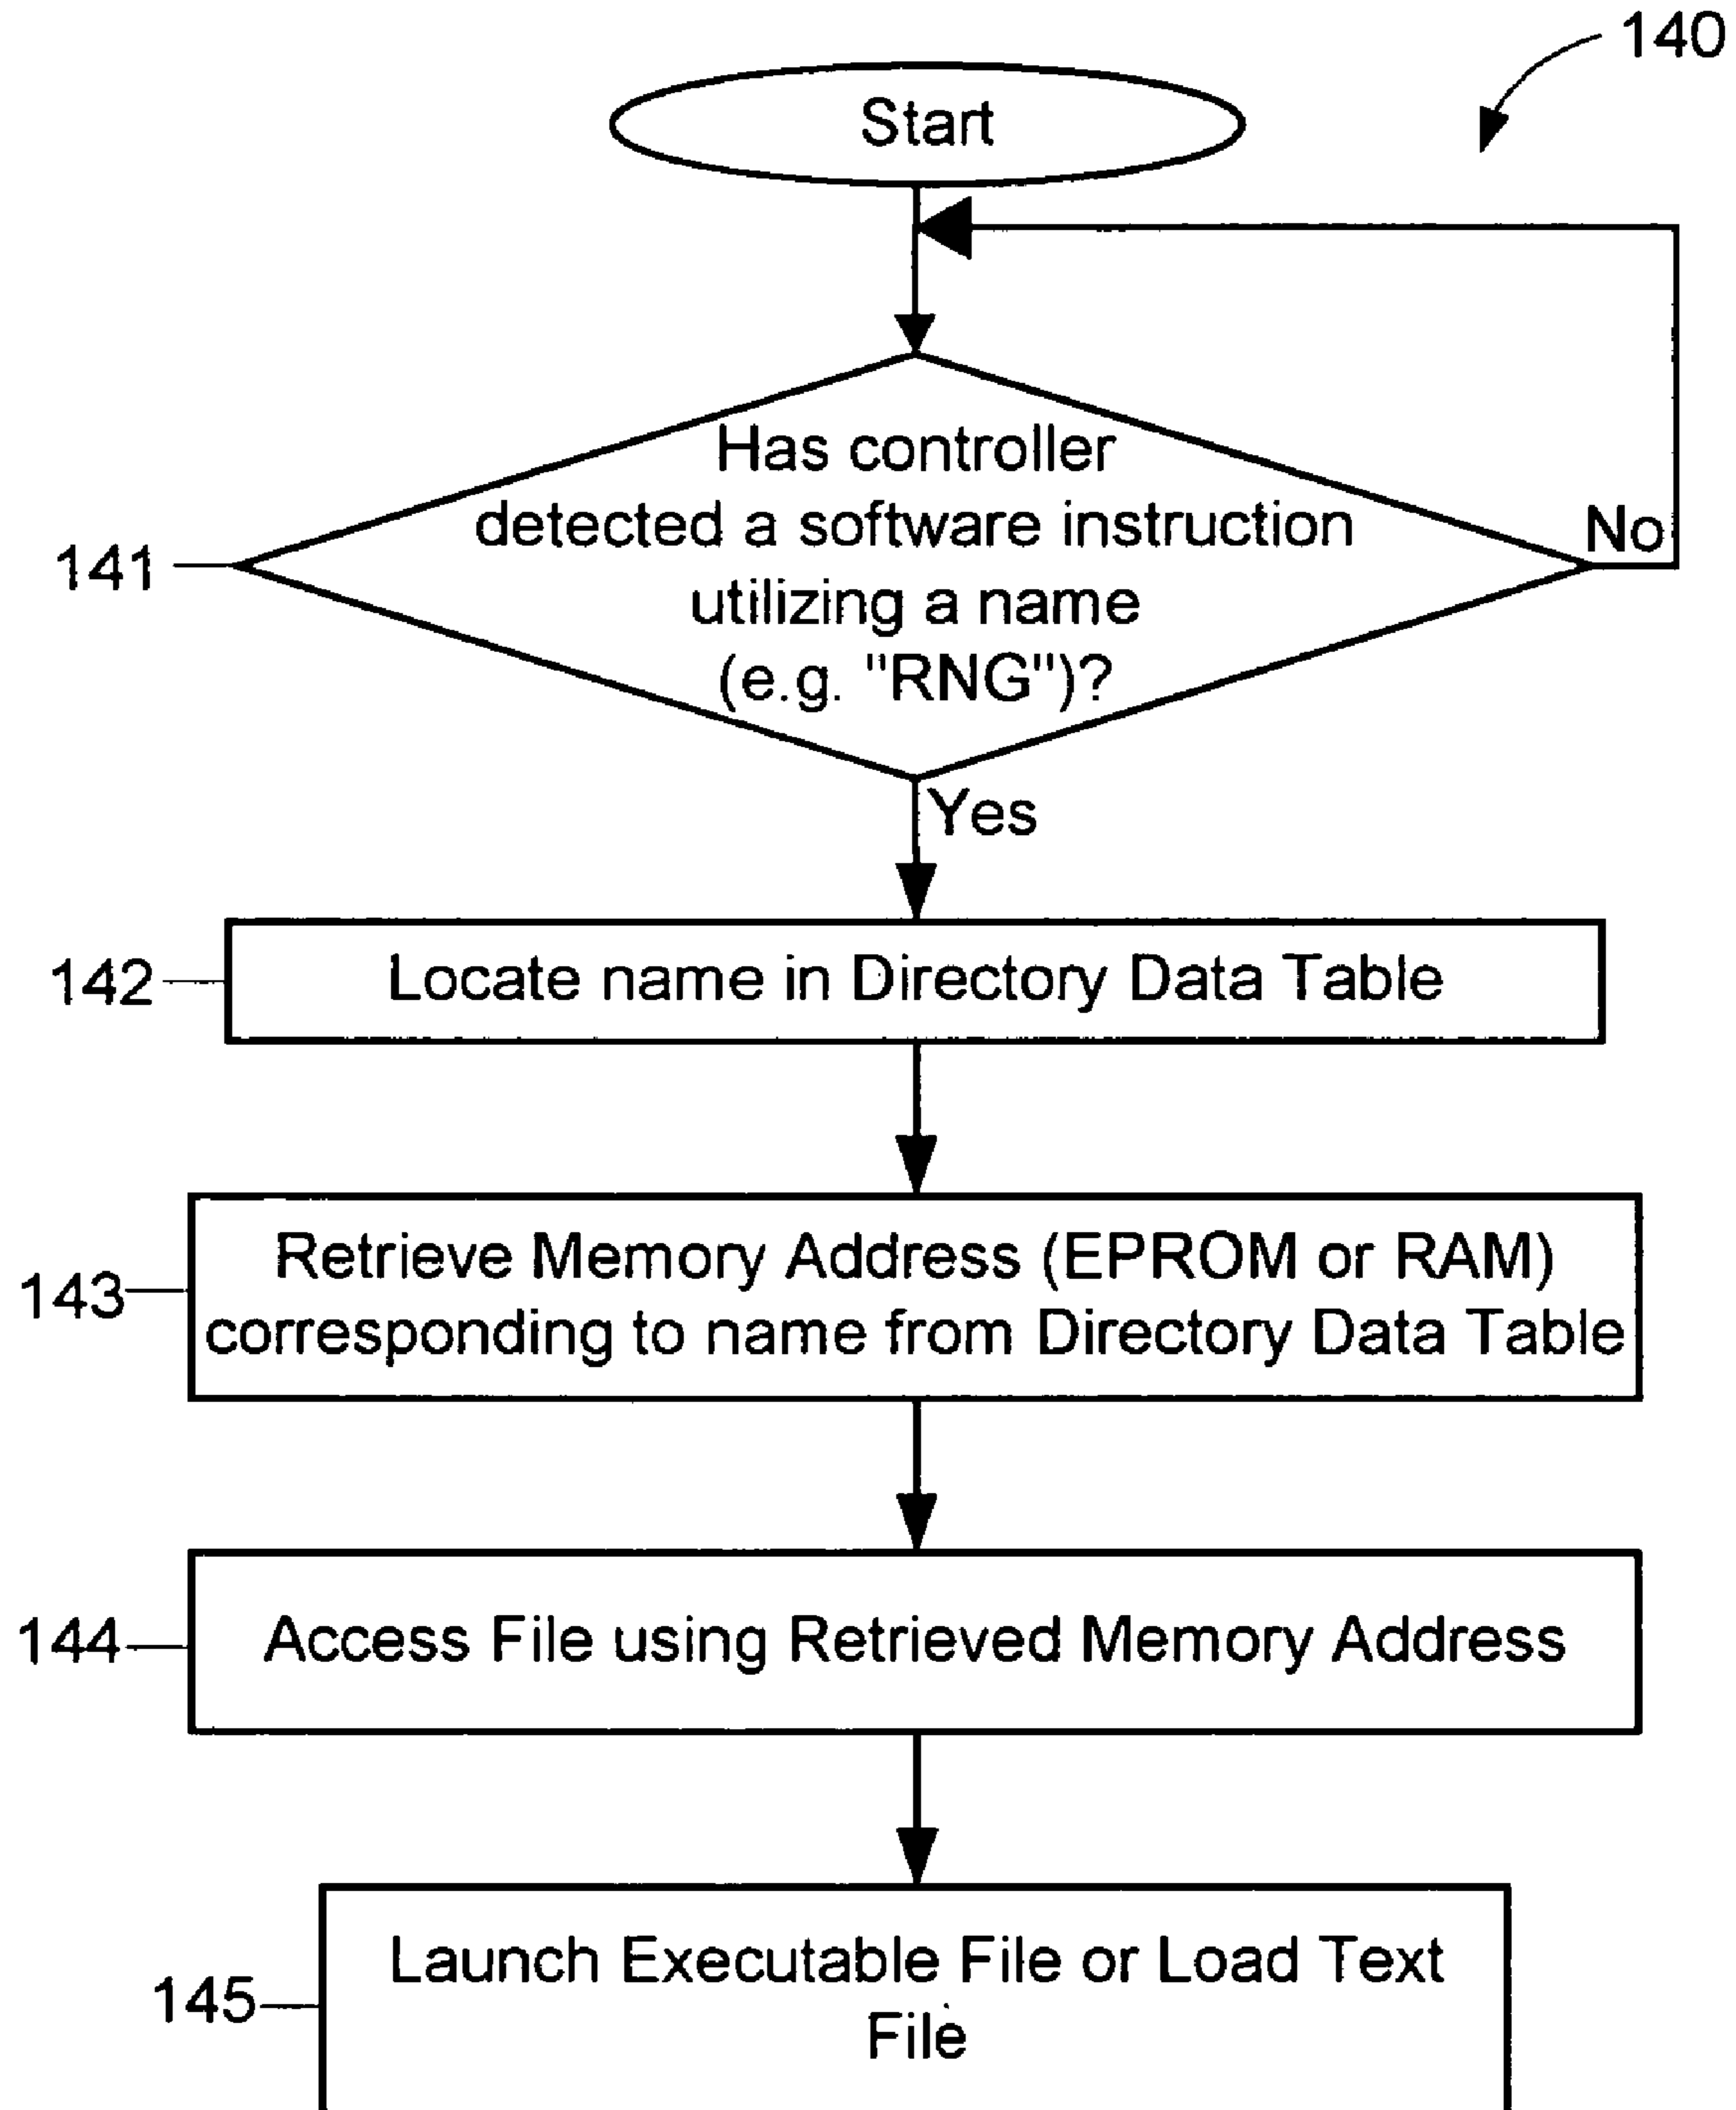 140
Start
Has controller
detected a software instruction
utilizing a name
(e.g. "RNG")?
No
141
Yes
142
Locate name in Directory Data Table
143
Retrieve Memory Address (EPROM or RAM)
corresponding to name from Directory Data Table
144
Access File using Retrieved Memory Address
145
Launch Executable File or Load Text
File